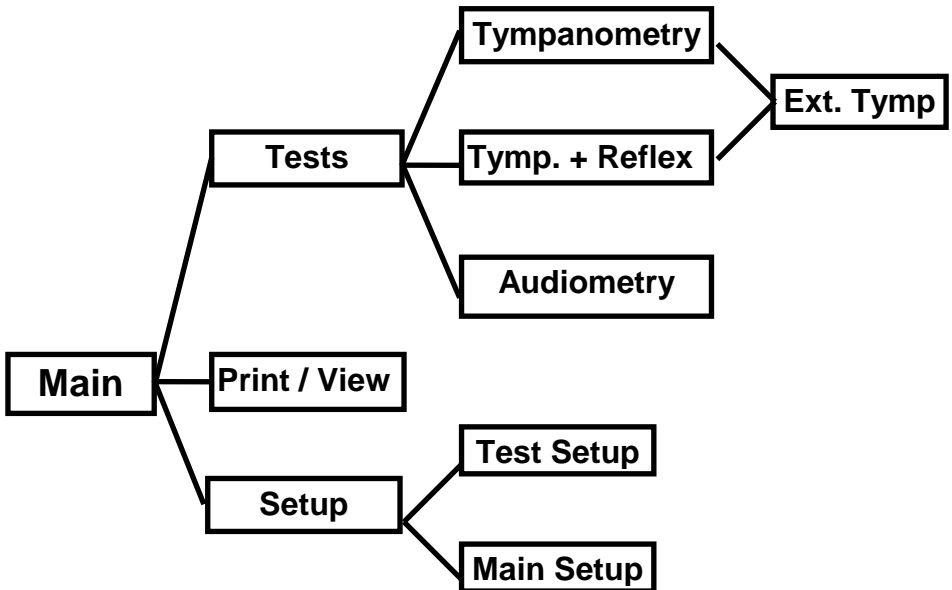 Tympanometry
Ext. Tymp
Tests
Tymp. + Reflex
Audiometry
Main
Print / View
Test Setup
Setup
Main Setup